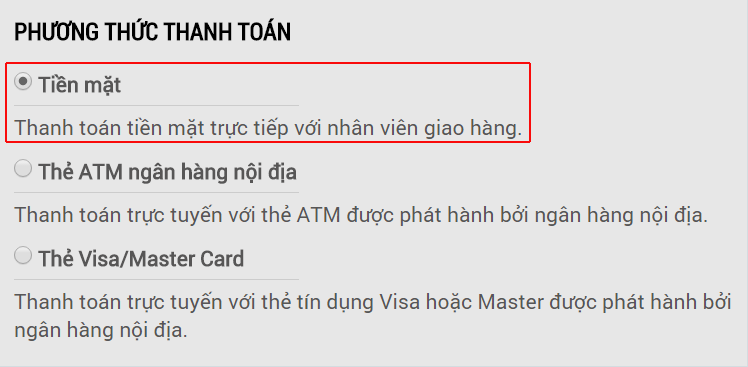 PHƯƠNG THỨC THANH TOÁN
Tiền mặt
Thanh toán tiền mặt trực tiếp với nhân viên giao hàng.
Thẻ ATM ngân hàng nội địa
Thanh toán trực tuyến với thẻ ATM được phát hành bởi ngân hàng nội địa.
Thẻ Visa/Master Card
Thanh toán trực tuyến với thẻ tín dụng Visa hoặc Master được phát hành bởi
ngân hàng nội địa.